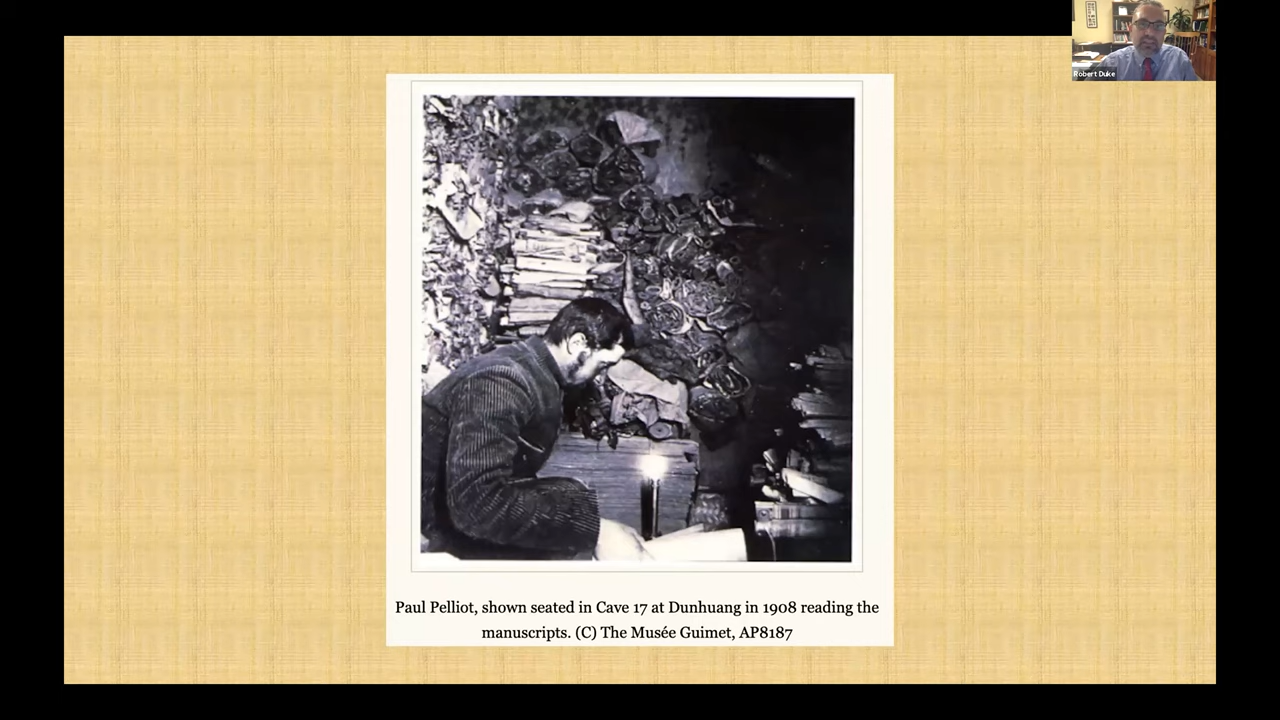 Robert Duke
Paul Pelliot, shown seated in Cave 17 at Dunhuang in 1908 reading the
manuscripts. (C) The Musée Guimet, AP8187